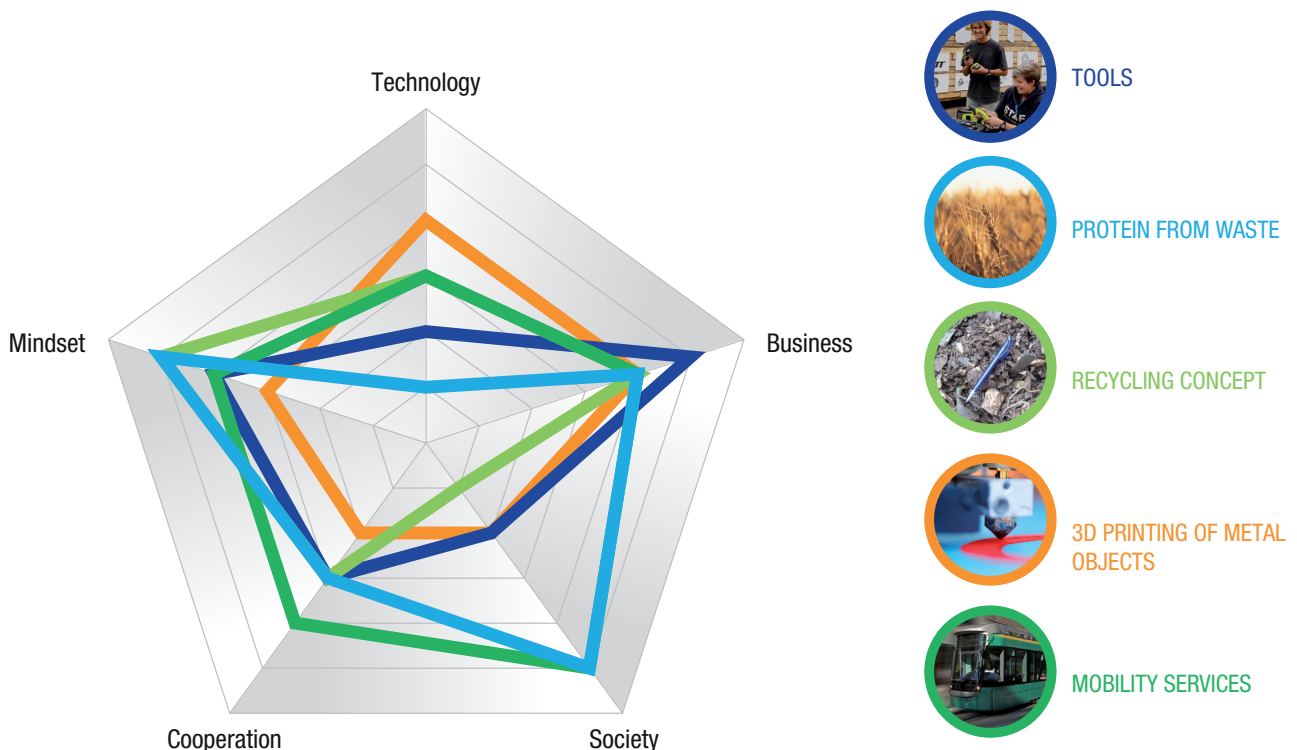 Technology
Mindset
Business
Cooperation
Society
TOOLS
PROTEIN FROM WASTE
RECYCLING CONCEPT
3D PRINTING OF METAL
OBJECTS
MOBILITY SERVICES